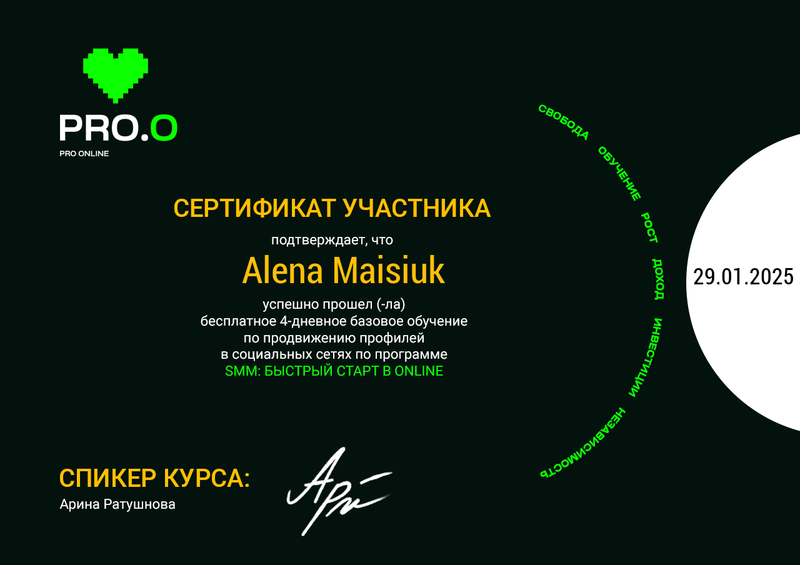 PRO.O
PRO ONLINE
СЕРТИФИКАТ УЧАСТНИКА
подтверждает, что
Alena Maisiuk
успешно прошел (-ла)
бесплатное 4-дневное базовое обучение
по продвижению профилей
в социальных сетях по программе
SMM: БЫСТРЫЙ СТАРТ В ONLINE
СВОБОДА ОБУЧЕНИЕ РОСТ ДОХОД ИНВЕСТИЦИИ НЕЗАВИСИМОСТЬ
29.01.2025
СПИКЕР КУРСА:
Арина Ратушнова